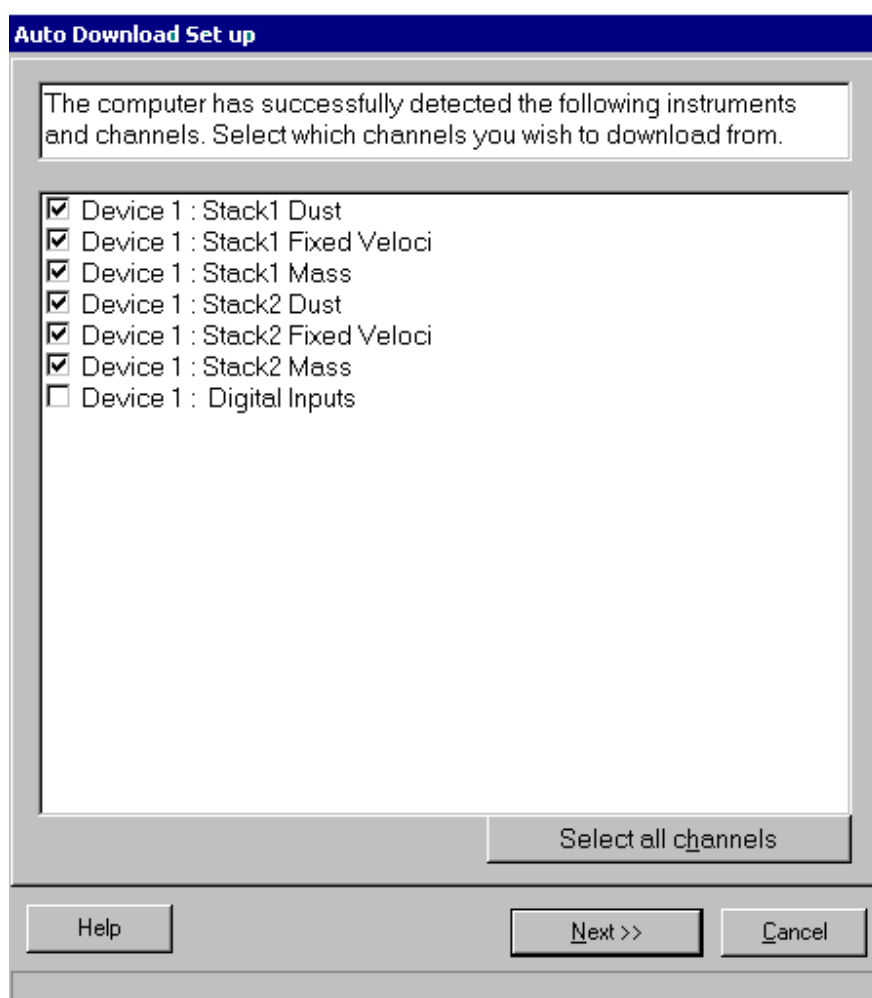 Auto Download Set up
The computer has successfully detected the following instruments
and channels. Select which channels you wish to download from.
Device 1 : Stack1 Dust
Device 1 : Stack1 Fixed Veloci
Device 1 : Stack1 Mass
Device 1 : Stack2 Dust
Device 1 : Stack2 Fixed Veloci
Device 1 : Stack2 Mass
Device 1 : Digital Inputs
Select all channels
Help
Next >>
Cancel